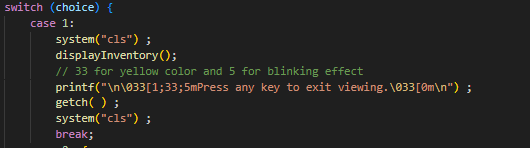 switch (choice) {
case 1:
system("cls") ;
displayInventory();
// 33 for yellow color and 5 for blinking effect
printf("\n\033[1;33;5mPress any key to exit viewing.\033[0m\n") ;
getch( ) ;
system("cls") ;
break;